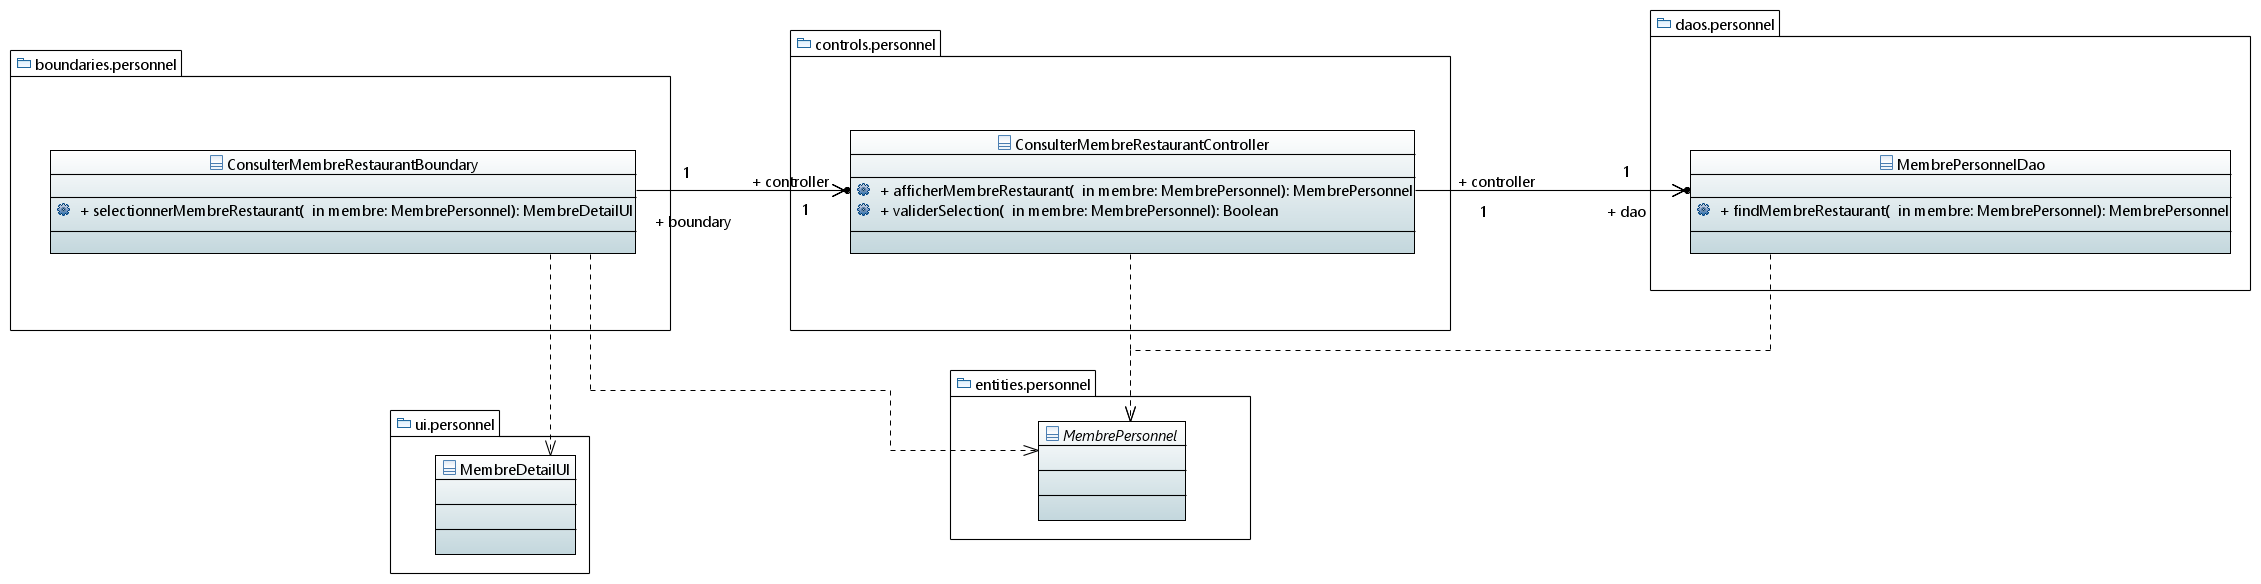 boundaries.personnel
ConsulterMembreRestaurantBoundary
+ selectionnerMembreRestaurant( in membre: MembrePersonnel): MembreDetailUI
1
+ controller
+ boundary
1
controls.personnel
ConsulterMembreRestaurantController
+ afficherMembreRestaurant( in membre: MembrePersonnel): MembrePersonnel
+ validerSelection( in membre: MembrePersonnel): Boolean
+ controller
1
1
+ dao
daos.personnel
MembrePersonnelDao
+ findMembreRestaurant( in membre: MembrePersonnel): MembrePersonnel
ui.personnel
MembreDetailUI
entities.personnel
MembrePersonnel